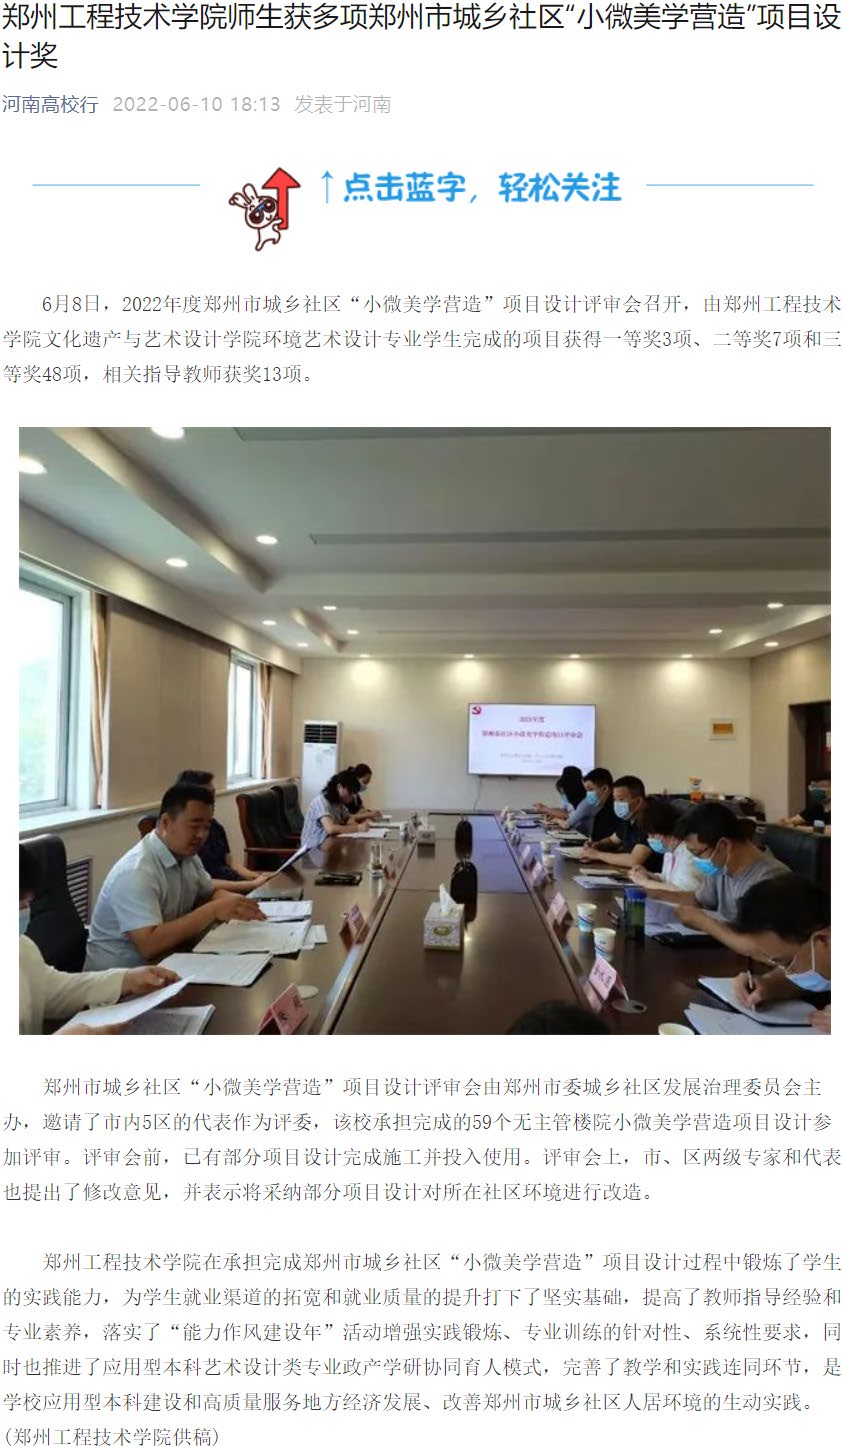 郑州工程技术学院师生获多项郑州市城乡社区“小微美学营造”项目设
计奖
河南高校行 2022-06-10 18:13 发表于河南
↑点击蓝字，轻松关注
6月8日，2022年度郑州市城乡社区“小微美学营造”项目设计评审会召开，由郑州工程技术
学院文化遗产与艺术设计学院环境艺术设计专业学生完成的项目获得一等奖3项、二等奖7项和三
等奖48项，相关指导教师获奖13项。
郑州市城乡社区“小微美学营造”项目设计评审会由郑州市委城乡社区发展治理委员会主
办，邀请了市内5区的代表作为评委，该校承担完成的59个无主管楼院小微美学营造项目设计参
加评审。评审会前，已有部分项目设计完成施工并投入使用。评审会上，市、区两级专家和代表
也提出了修改意见，并表示将采纳部分项目设计对所在社区环境进行改造。
郑州工程技术学院在承担完成郑州市城乡社区“小微美学营造”项目设计过程中锻炼了学生
的实践能力，为学生就业渠道的拓宽和就业质量的提升打下了坚实基础，提高了教师指导经验和
专业素养，落实了“能力作风建设年”活动增强实践锻炼、专业训练的针对性、系统性要求，同
时也推进了应用型本科艺术设计类专业政产学研协同育人模式，完善了教学和实践连同环节，是
学校应用型本科建设和高质量服务地方经济发展、改善郑州市城乡社区人居环境的生动实践。
(郑州工程技术学院供稿)